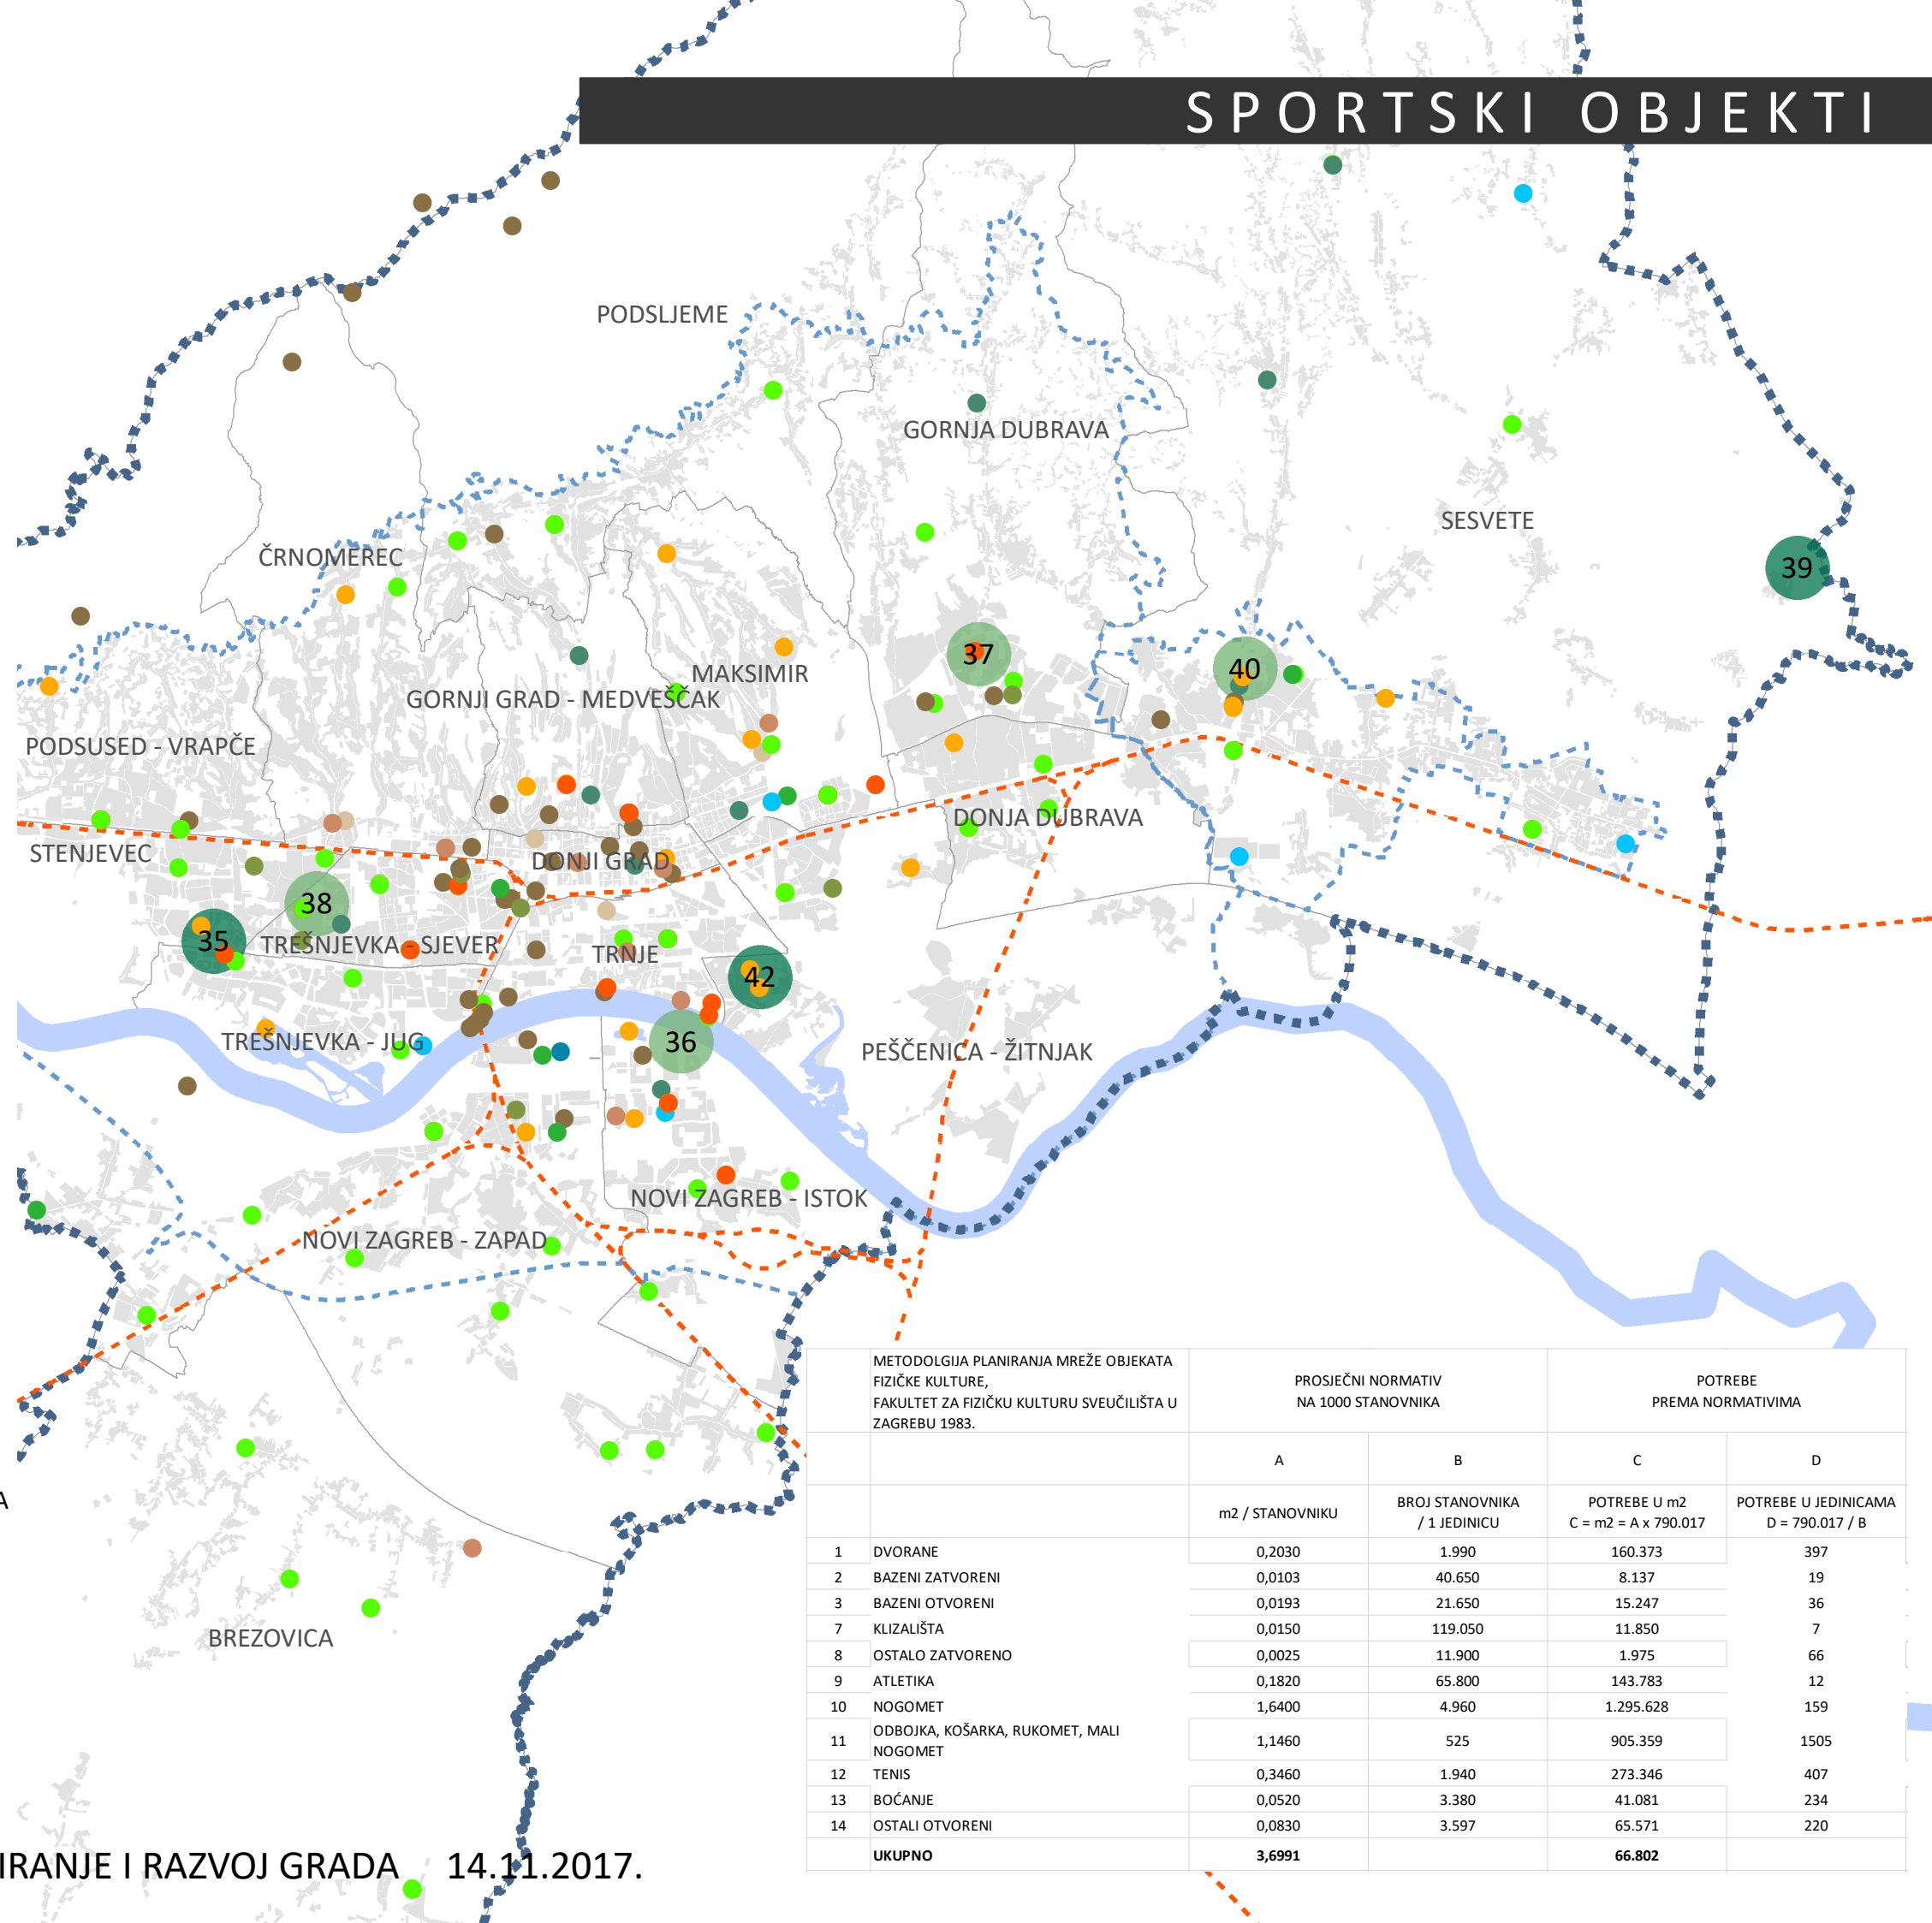 SPORTSKI OBJEKTI
PODSLJEME
GORNJA DUBRAVA
SESVETE
ČRNOMEREC
39
37
40
MAKSIMIR
GORNJI GRAD - MEDVEŠČAK
PODSUSED - VRAPČE
DONJA DUBRAVA
STENJEVEC
DONJI GRAD
38
35
TREŠNJEVKA - SJEVER
TRNJE
42
TREŠNJEVKA - JUG
36
PEŠČENICA - ŽITNJAK
NOVI ZAGREB - ISTOK
NOVI ZAGREB - ZAPAD
BREZOVICA
A
METODOLGIJA PLANIRANJA MREŽE OBJEKATA
FIZIČKE KULTURE,
FAKULTET ZA FIZIČKU KULTURU SVEUČILIŠTA U
ZAGREBU 1983.
PROSJEČNI NORMATIV
NA 1000 STANOVNIKA
POTREBE
PREMA NORMATIVIMA
A B C D
m2 / STANOVNIKU
BROJ STANOVNIKA
/ 1 JEDINICU
POTREBE U m2
C = m2 = A x 790.017
POTREBE U JEDINICAMA
D = 790.017 / B
1 DVORANE 0,2030 1.990 160.373 397
2 BAZENI ZATVORENI 0,0103 40.650 8.137 19
3 BAZENI OTVORENI 0,0193 21.650 15.247 36
7 KLIZALIŠTA 0,0150 119.050 11.850 7
8 OSTALO ZATVORENO 0,0025 11.900 1.975 66
9 ATLETIKA 0,1820 65.800 143.783 12
10 NOGOMET 1,6400 4.960 1.295.628 159
11 ODBOJKA, KOŠARKA, RUKOMET, MALI
NOGOMET 1,1460 525 905.359 1505
12 TENIS 0,3460 1.940 273.346 407
13 BOĆANJE 0,0520 3.380 41.081 234
14 OSTALI OTVORENI 0,0830 3.597 65.571 220
UKUPNO 3,6991 66.802
IRANJE I RAZVOJ GRADA 14.11.2017.